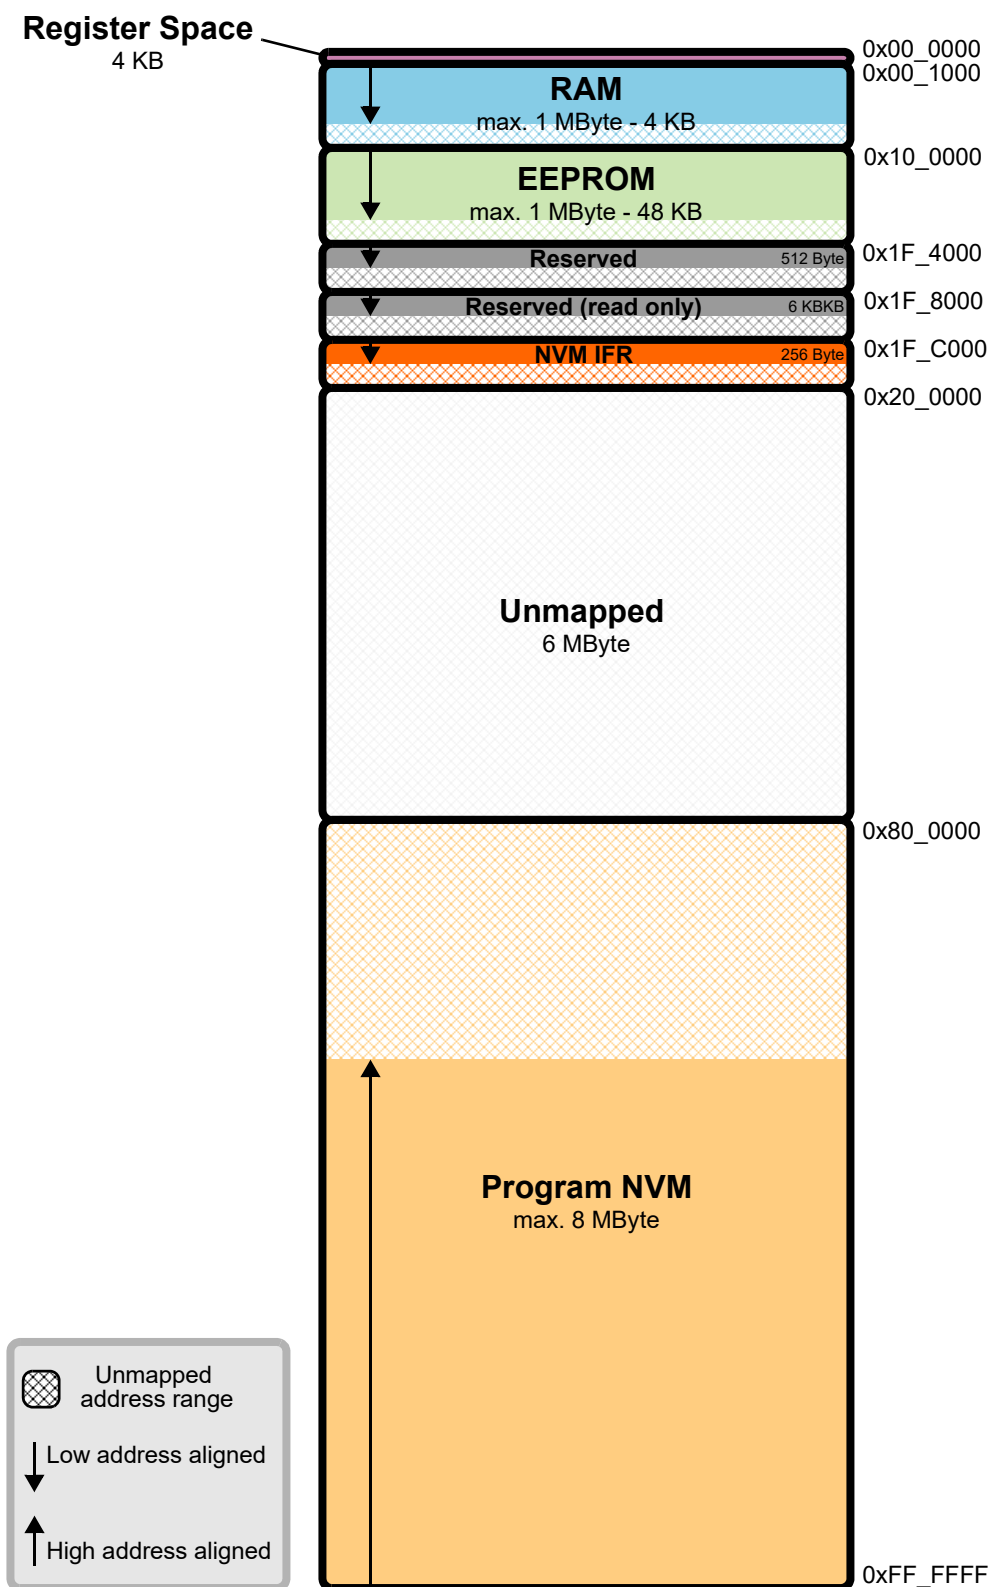 Register Space
4 KB
0x00_0000
0x00_1000
RAM
max. 1 MByte - 4 KB
0x10_0000
EEPROM
max. 1 MByte - 48 KB
0x1F_4000
Reserved
512 Byte
0x1F_8000
Reserved (read only)
6 KBKB
0x1F_C000
NVM IFR
256 Byte
0x20_0000
Unmapped
6 MByte
0x80_0000
Program NVM
max. 8 MByte
0xFF_FFFF
Unmapped
address range
Low address aligned
High address aligned